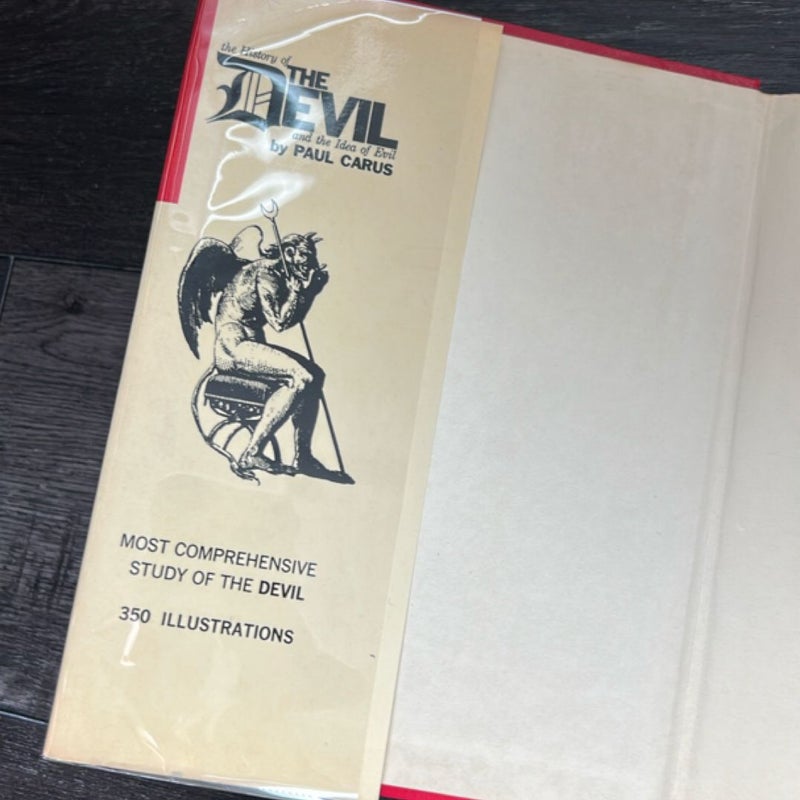 the History of
THE
DEVIL
and the Idea of Evil
by PAUL CARUS
MOST COMPREHENSIVE
STUDY OF THE DEVIL
350 ILLUSTRATIONS